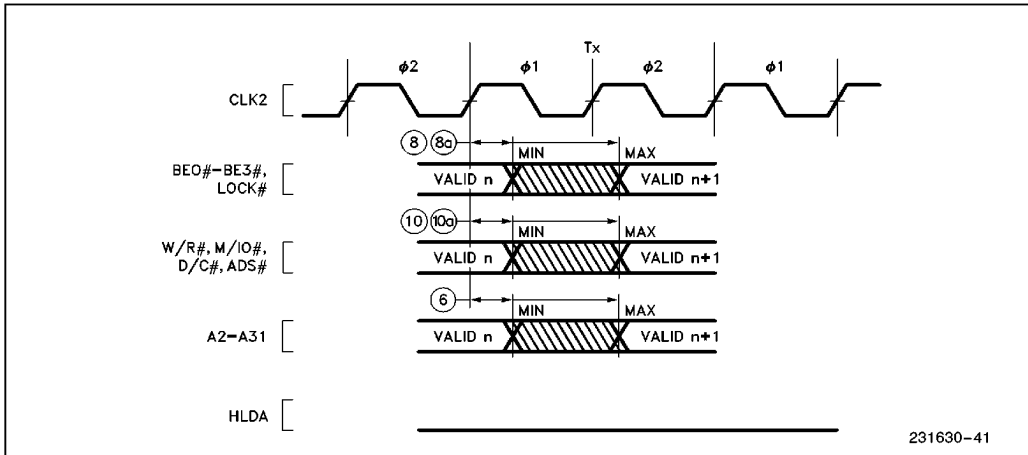 Tx
ϕ2 ϕ1 ϕ2 ϕ1
CLK2
8 8a MIN MAX
BE0#-BE3#,
LOCK#
VALID n VALID n+1
10 10a MIN MAX
W/R#, M/IO#,
D/C#, ADS#
VALID n VALID n+1
6 MIN MAX
A2-A31 VALID n VALID n+1
HLDA
231630-41